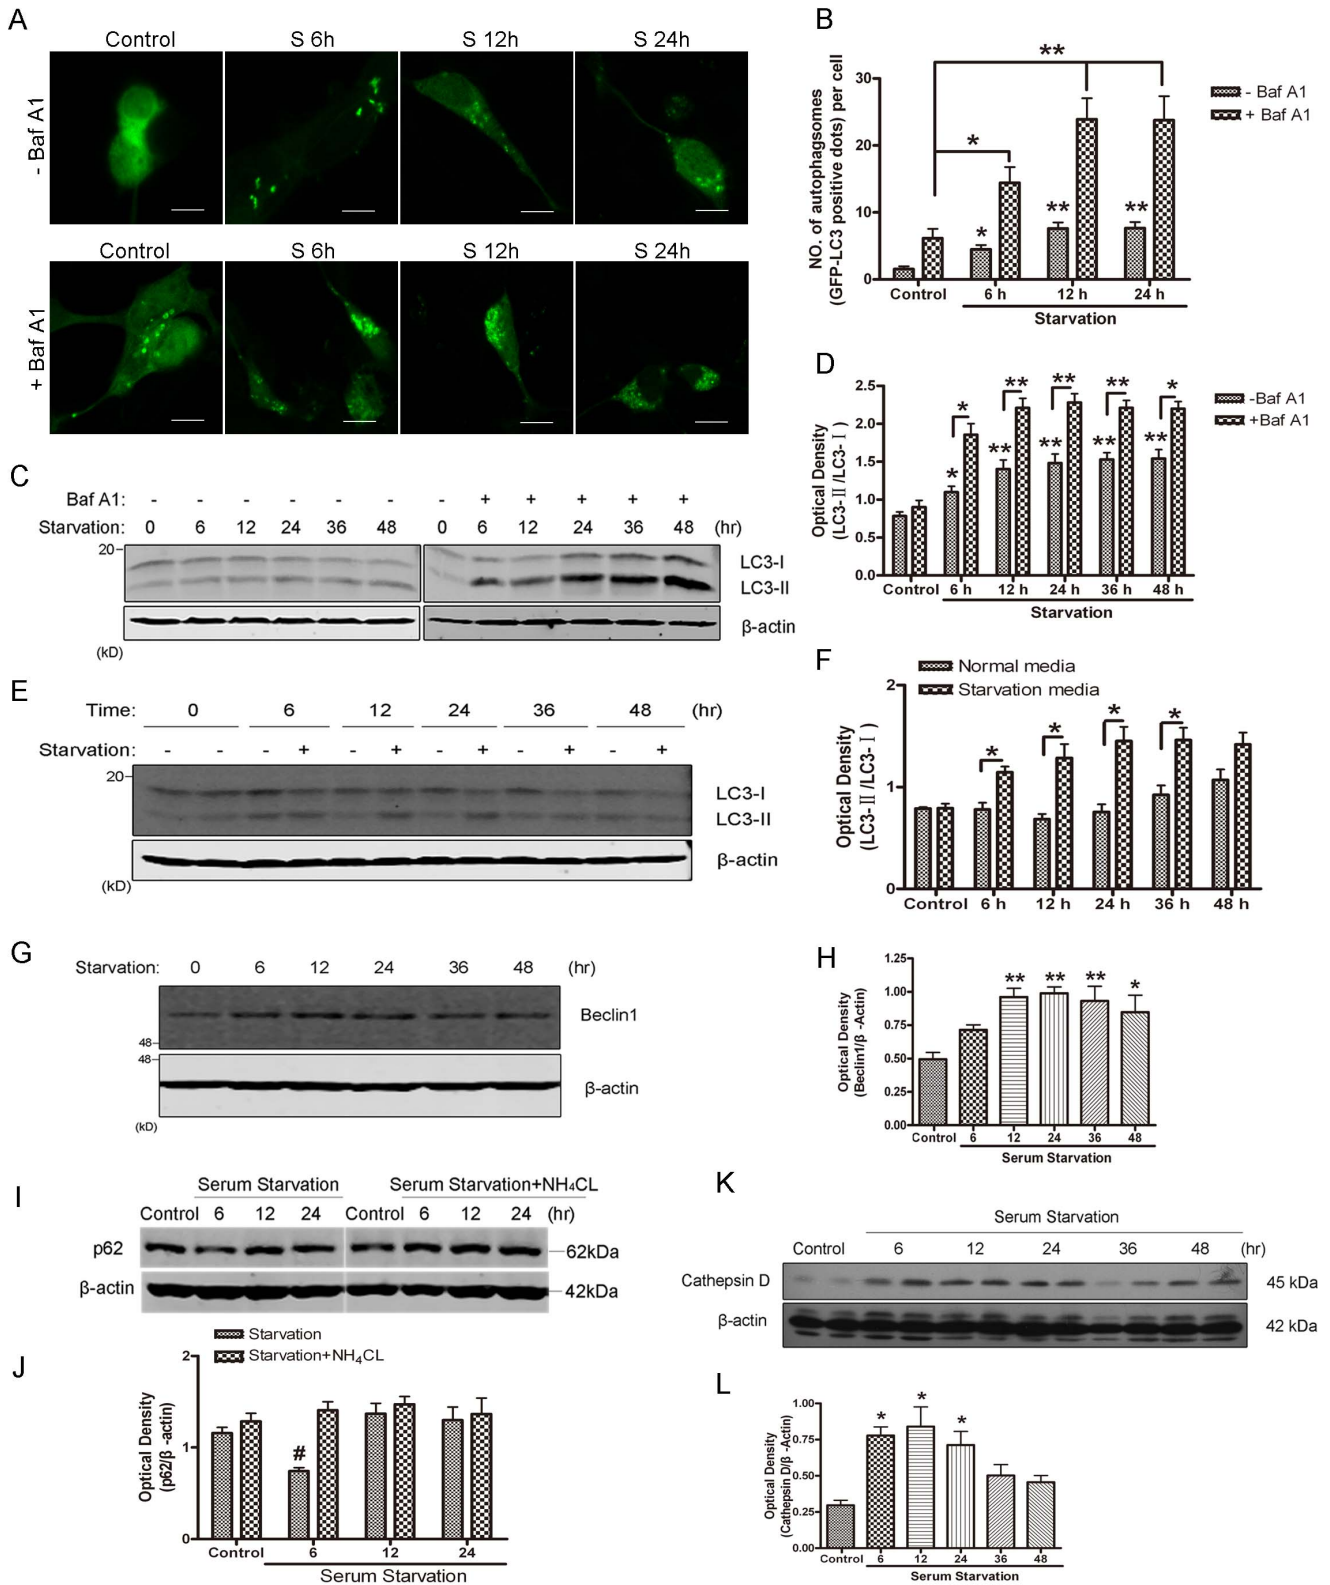 A
Control S 6h S 12h S 24h
- Baf A1
Control S 6h S 12h S 24h
+ Baf A1
B
NO. of autophagsomes
(GFP-LC3 positive dots) per cell
30
20
10
0
* **
* ** **
- Baf A1
+ Baf A1
Control 6 h 12 h 24 h
Starvation
C
Baf A1: - - - - - - - + + + + +
Starvation: 0 6 12 24 36 48 0 6 12 24 36 48 (hr)
20
LC3-I
LC3-II
β-actin
(kD)
D
Optical Density
(LC3-Ⅱ/LC3-Ⅰ)
2.5
2.0
1.5
1.0
0.5
0.0
* ** ** ** *
* ** ** ** **
-Baf A1
+Baf A1
Control 6 h 12 h 24 h 36 h 48 h
Starvation
E
Time: 0 6 12 24 36 48 (hr)
Starvation: - - - + - + - + - + - +
20
LC3-I
LC3-II
β-actin
(kD)
F
Normal media
Starvation media
Optical Density
(LC3-Ⅱ/LC3-Ⅰ)
2
1
0
* * * *
Control 6 h 12 h 24 h 36 h 48 h
G
Starvation: 0 6 12 24 36 48 (hr)
Beclin1
48
48
β-actin
(kD)
H
Optical Density
(Beclin1/β -Actin)
1.25
1.00
0.75
0.50
0.25
0.00
** ** ** *
Control 6 12 24 36 48
Serum Starvation
I
Serum Starvation Serum Starvation+NH₄CL
Control 6 12 24 Control 6 12 24 (hr)
p62 62kDa
β-actin 42kDa
J
Starvation
Starvation+NH₄CL
Optical Density
(p62/β -actin)
2
1
0
#
Control 6 12 24
Serum Starvation
K
Serum Starvation
Control 6 12 24 36 48 (hr)
Cathepsin D 45 kDa
β-actin 42 kDa
L
Optical Density
(Cathepsin D/β -Actin)
1.00
0.75
0.50
0.25
0.00
* * *
Control 6 12 24 36 48
Serum Starvation